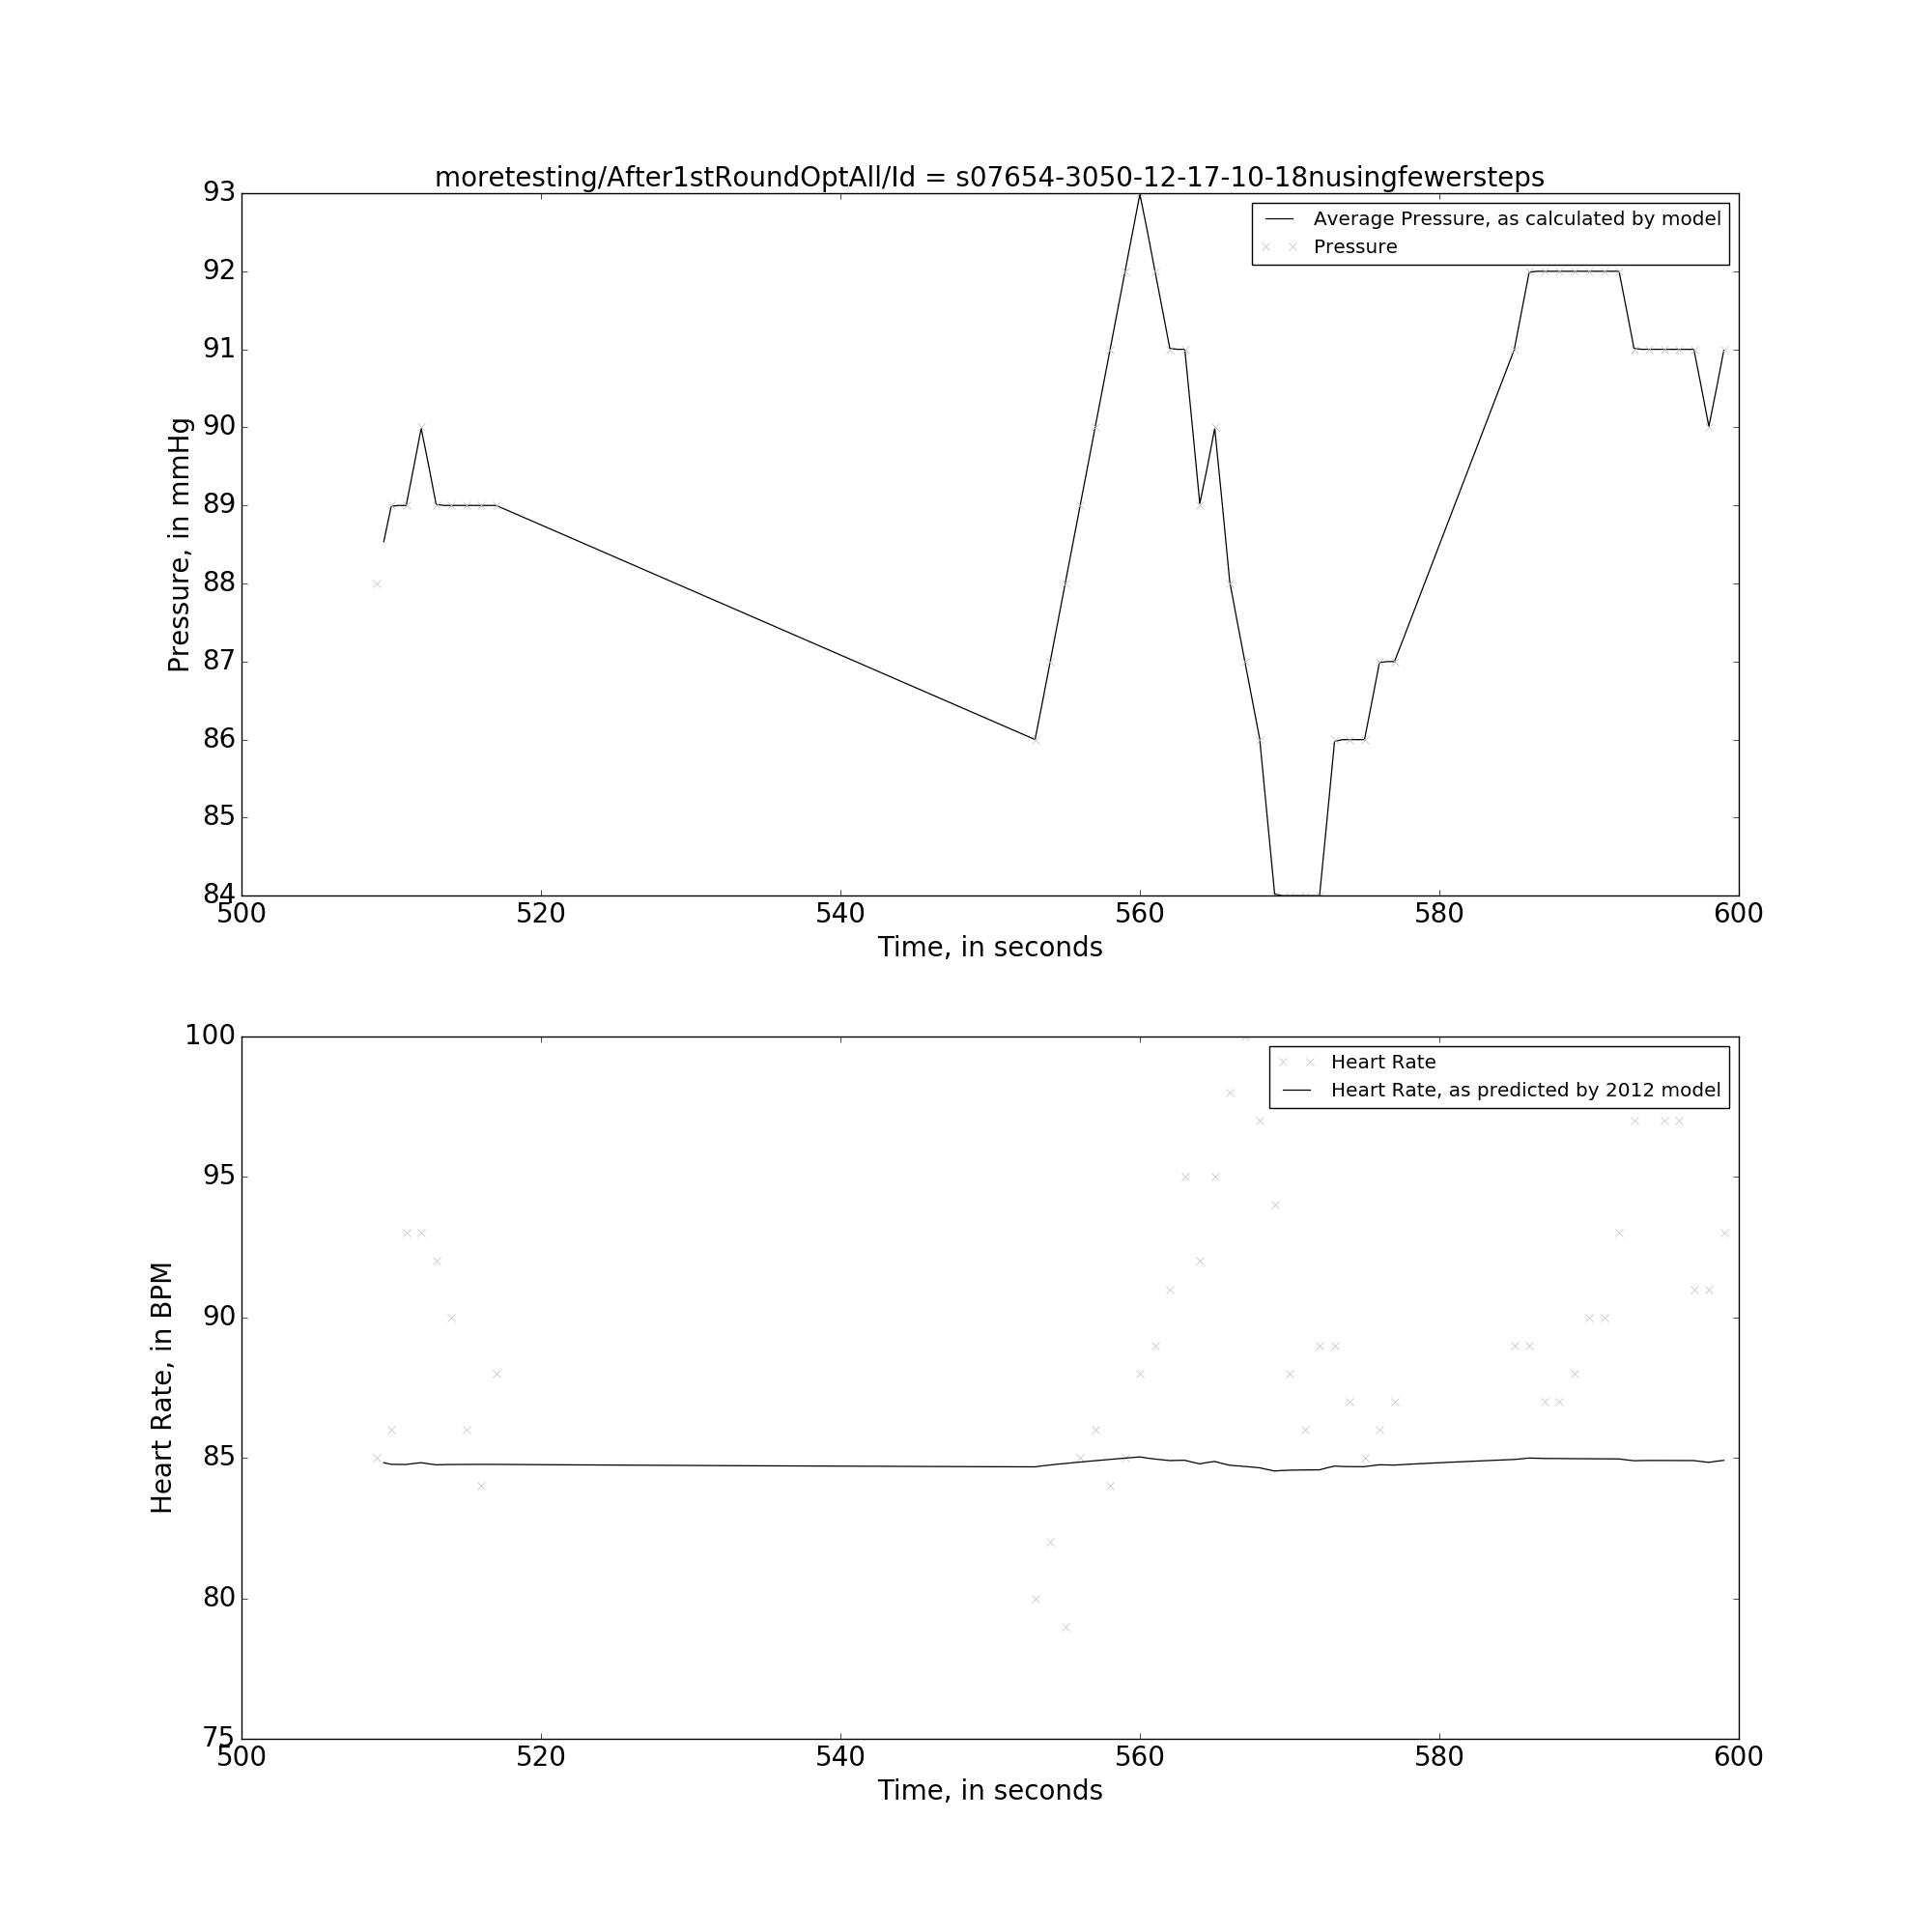 moretesting/After1stRoundOptAll/Id = s07654-3050-12-17-10-18nusingfewersteps
93
92
91
90
89
88
87
86
85
84
Pressure, in mmHg
Average Pressure, as calculated by model
Pressure
500 520 540 560 580 600
Time, in seconds
100
95
90
85
80
75
Heart Rate, in BPM
Heart Rate
Heart Rate, as predicted by 2012 model
500 520 540 560 580 600
Time, in seconds